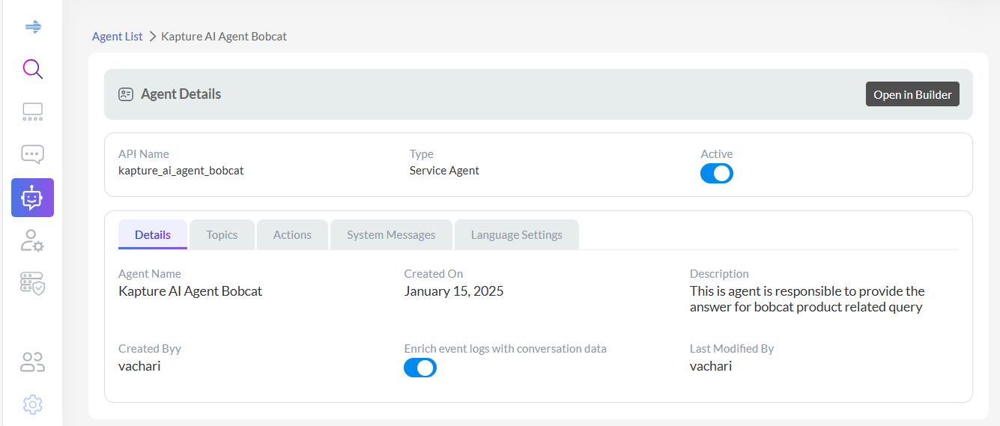 Agent List > Kapture AI Agent Bobcat
Agent Details
Open in Builder
API Name
Type
Active
kapture_ai_agent_bobcat
Service Agent
Details
Topics
Actions
System Messages
Language Settings
Agent Name
Created On
Description
Kapture AI Agent Bobcat
January 15, 2025
This is agent is responsible to provide the
answer for bobcat product related query
Created Byy
Enrich event logs with conversation data
Last Modified By
vachari
vachari